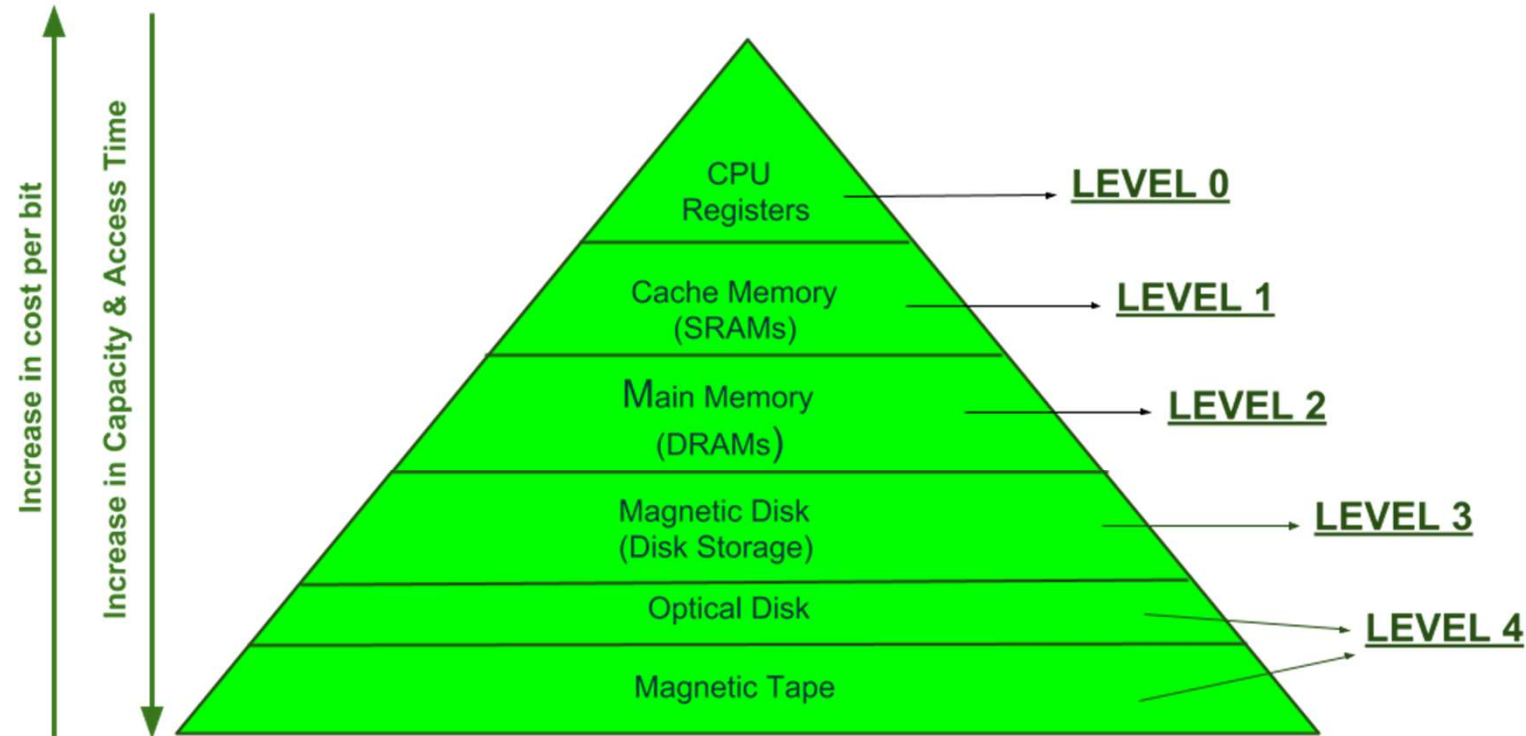 Increase in cost per bit
Increase in Capacity & Access Time
CPU
Registers
LEVEL 0
Cache Memory
(SRAMs)
LEVEL 1
Main Memory
(DRAMs)
LEVEL 2
Magnetic Disk
(Disk Storage)
LEVEL 3
Optical Disk
LEVEL 4
Magnetic Tape